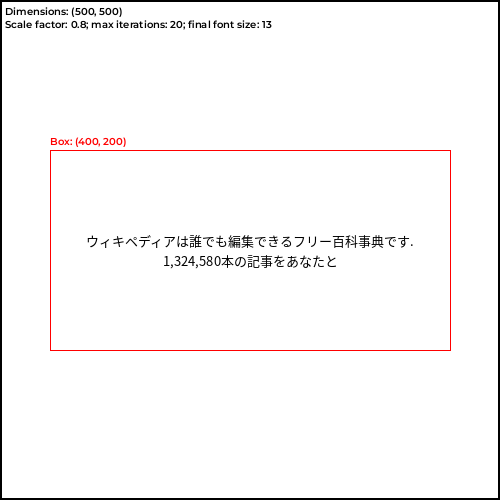 Dimensions: (500, 500)
Scale factor: 0.8; max iterations: 20; final font size: 13
Box: (400, 200)
ウィキペディアは誰でも編集できるフリー百科事典です.
1,324,580本の記事をあなたと